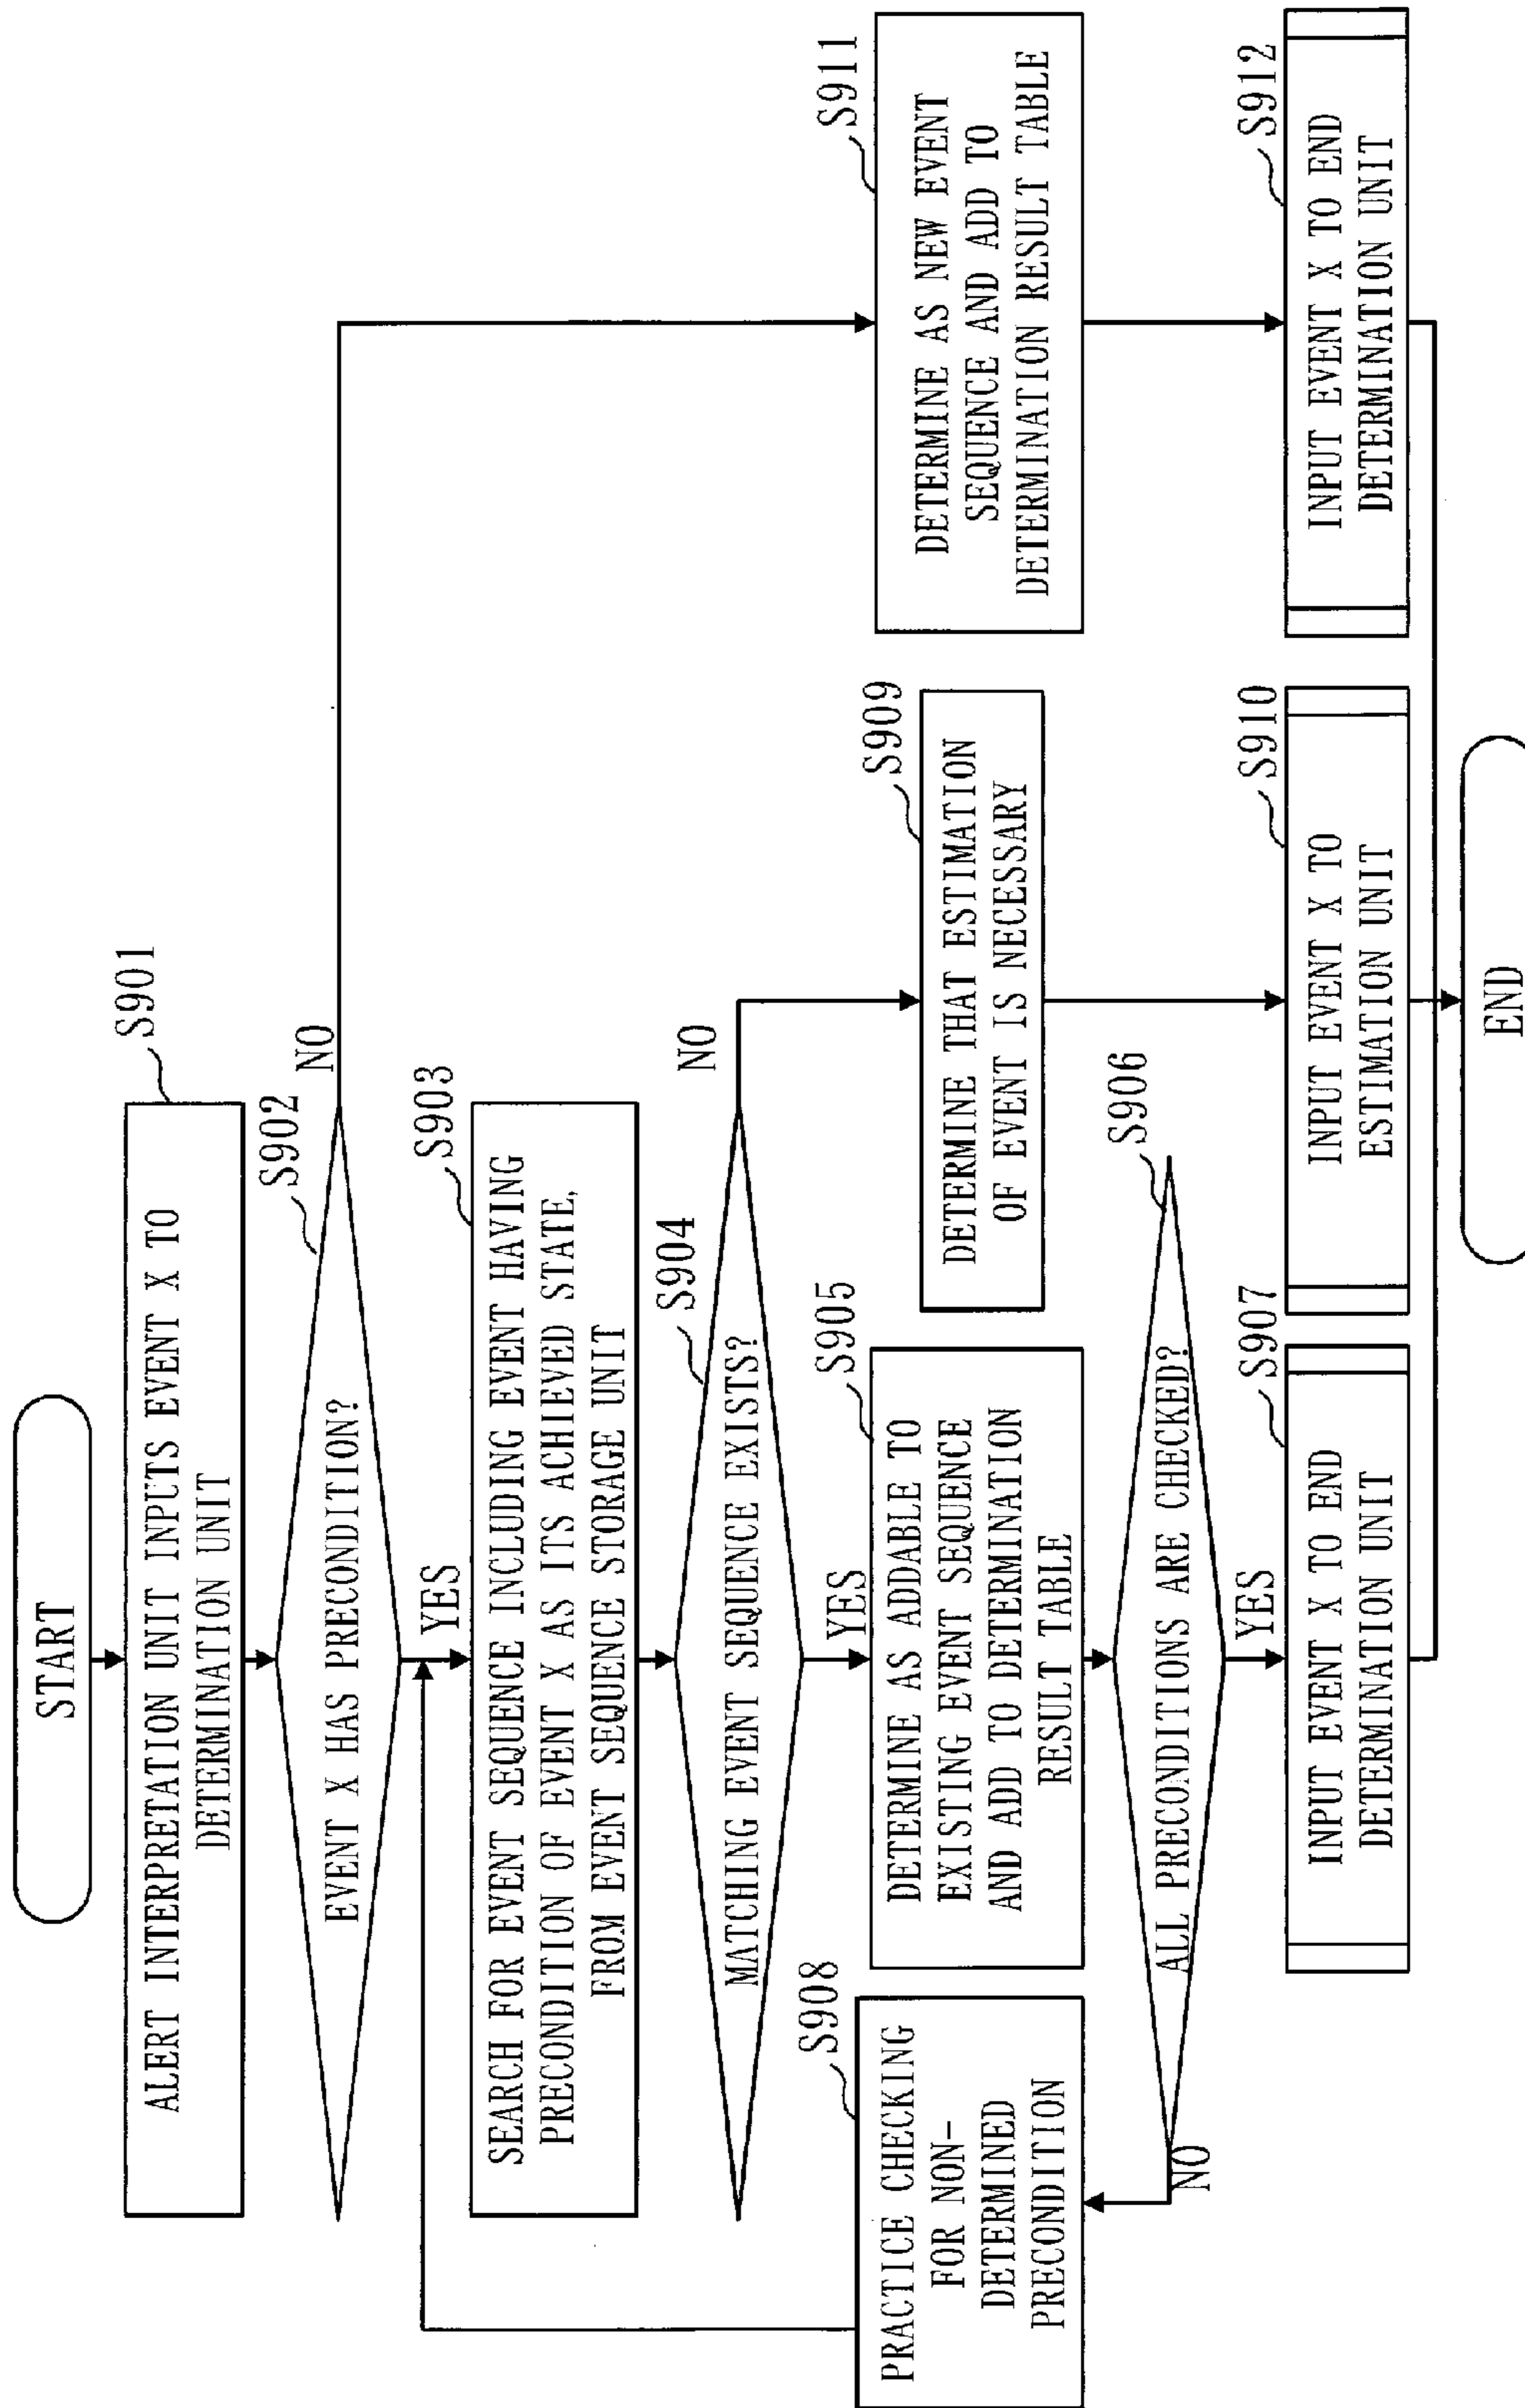 START
S901
ALERT INTERPRETATION UNIT INPUTS EVENT X TO
DETERMINATION UNIT
S902
EVENT X HAS PRECONDITION?
NO
YES
S903
SEARCH FOR EVENT SEQUENCE INCLUDING EVENT HAVING
PRECONDITION OF EVENT X AS ITS ACHIEVED STATE,
FROM EVENT SEQUENCE STORAGE UNIT
S904
MATCHING EVENT SEQUENCE EXISTS?
NO
YES
S905
DETERMINE AS ADDABLE TO
EXISTING EVENT SEQUENCE
AND ADD TO DETERMINATION
RESULT TABLE
S906
ALL PRECONDITIONS ARE CHECKED?
NO
YES
S907
INPUT EVENT X TO END
DETERMINATION UNIT
S908
PRACTICE CHECKING
FOR NON-
DETERMINED
PRECONDITION
S909
DETERMINE THAT ESTIMATION
OF EVENT IS NECESSARY
S910
INPUT EVENT X TO
ESTIMATION UNIT
S911
DETERMINE AS NEW EVENT
SEQUENCE AND ADD TO
DETERMINATION RESULT TABLE
S912
INPUT EVENT X TO END
DETERMINATION UNIT
END